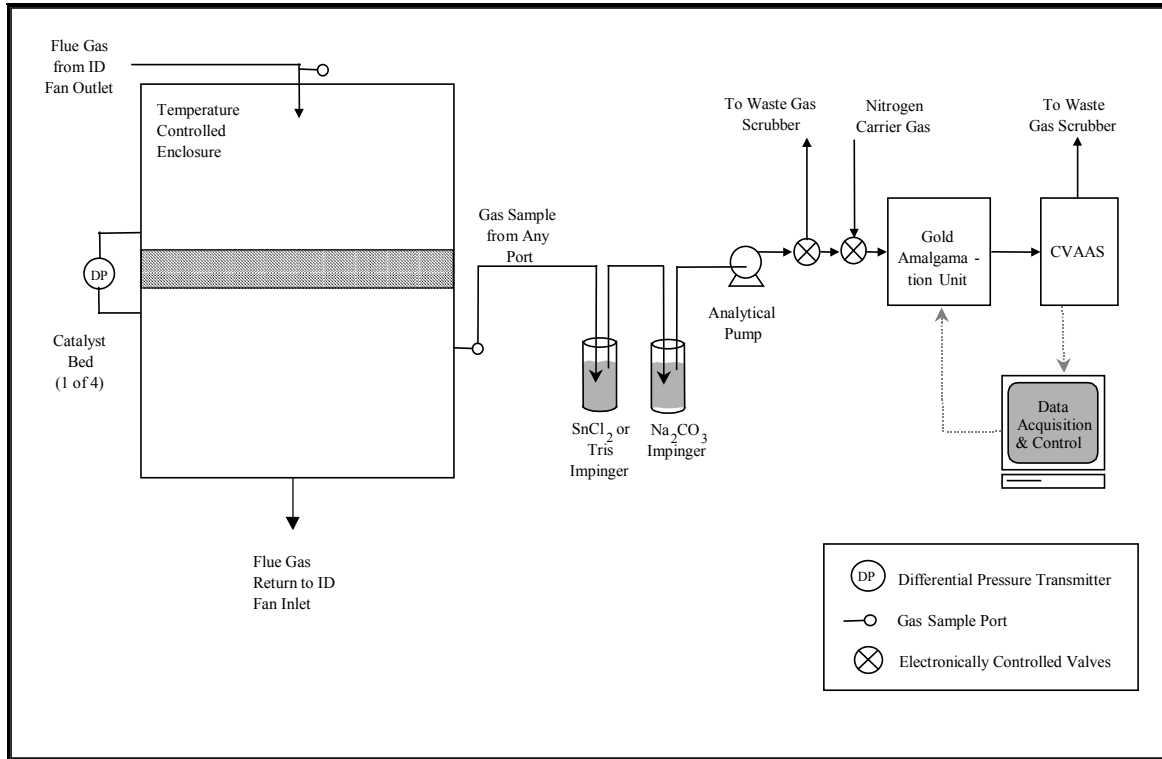 Flue Gas
from ID
Fan Outlet
Temperature
Controlled
Enclosure
To Waste Gas
Scrubber
Nitrogen
Carrier Gas
To Waste
Gas Scrubber
Gas Sample
from Any
Port
DP
Catalyst
Bed
(1 of 4)
Analytical
Pump
Gold
Amalgama -
tion Unit
CVAAS
SnCl2 or
Tris
Impinger
Na2CO3
Impinger
Data
Acquisition
& Control
Flue Gas
Return to ID
Fan Inlet
DP Differential Pressure Transmitter
Gas Sample Port
Electronically Controlled Valves